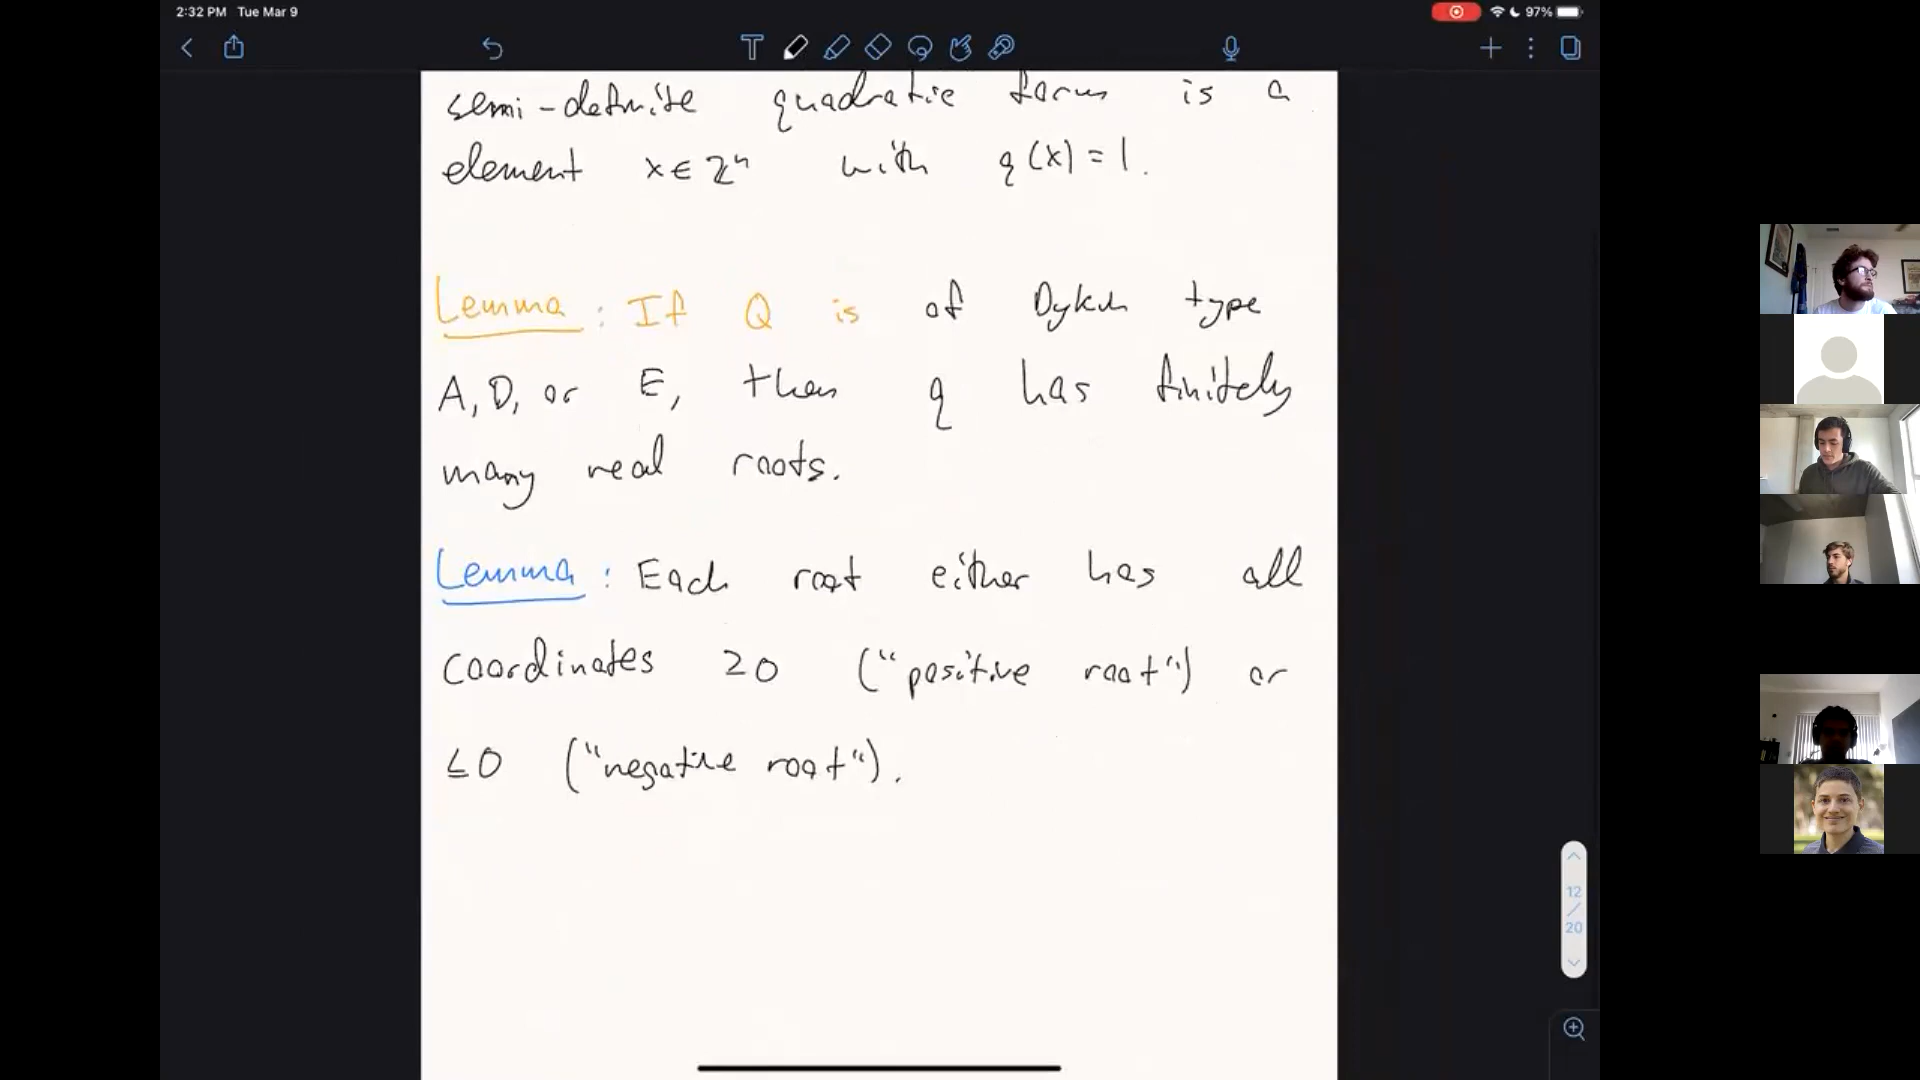 2:32 PM Tue Mar 9
97%
semi-definite quadratic form is a
element x ∈ ℤⁿ with q(x) = 1.
Lemma: If Q is of Dykin type
A, D, or E, then q has finitely
many real roots.
Lemma: Each root either has all
coordinates ≥0 ("positive root") or
≤0 ("negative root").
12
/
20